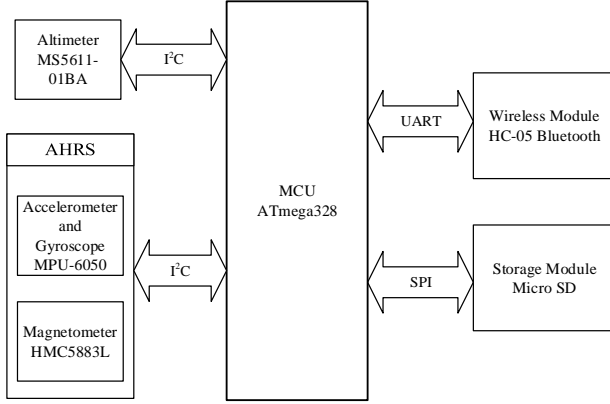 Altimeter
MS5611-
01BA
I²C
AHRS
Accelerometer
and
Gyroscope
MPU-6050
Magnetometer
HMC5883L
I²C
MCU
ATmega328
UART
Wireless Module
HC-05 Bluetooth
SPI
Storage Module
Micro SD